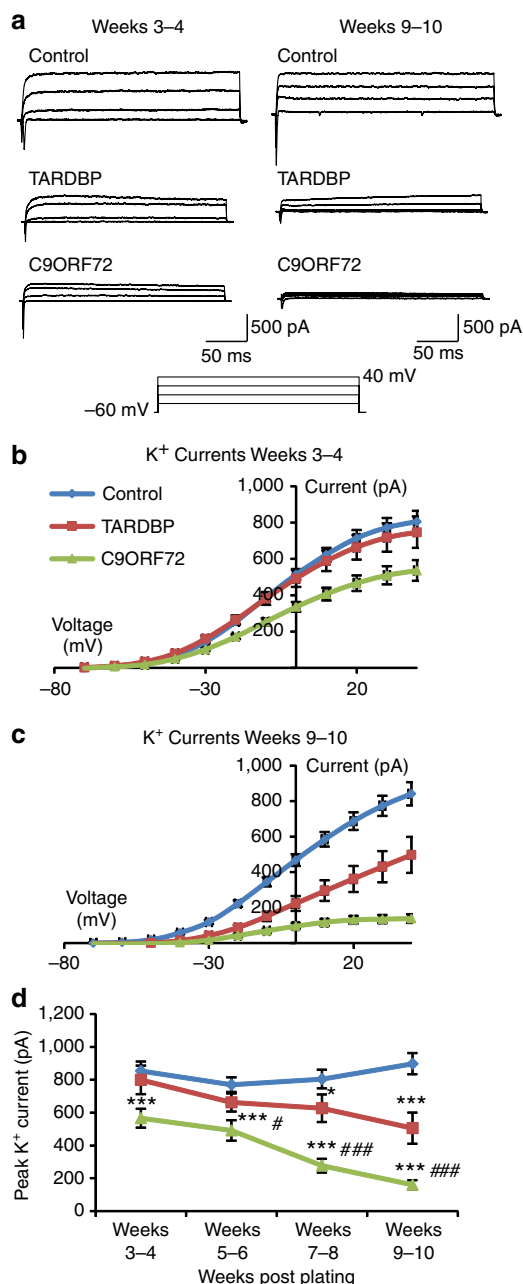 a
Weeks 3–4
Weeks 9–10
Control
Control
TARDBP
TARDBP
C9ORF72
C9ORF72
500 pA
50 ms
500 pA
50 ms
40 mV
–60 mV
b
K+ Currents Weeks 3–4
Control
TARDBP
C9ORF72
Current (pA)
1,000
800
600
400
200
Voltage
(mV)
–80
–30
20
c
K+ Currents Weeks 9–10
Current (pA)
1,000
800
600
400
200
Voltage
(mV)
–80
–30
20
d
Peak K+ current (pA)
1,200
1,000
800
600
400
200
0
***
*** #
*
*** ###
***
*** ###
Weeks 3–4
Weeks 5–6
Weeks 7–8
Weeks 9–10
Weeks post plating